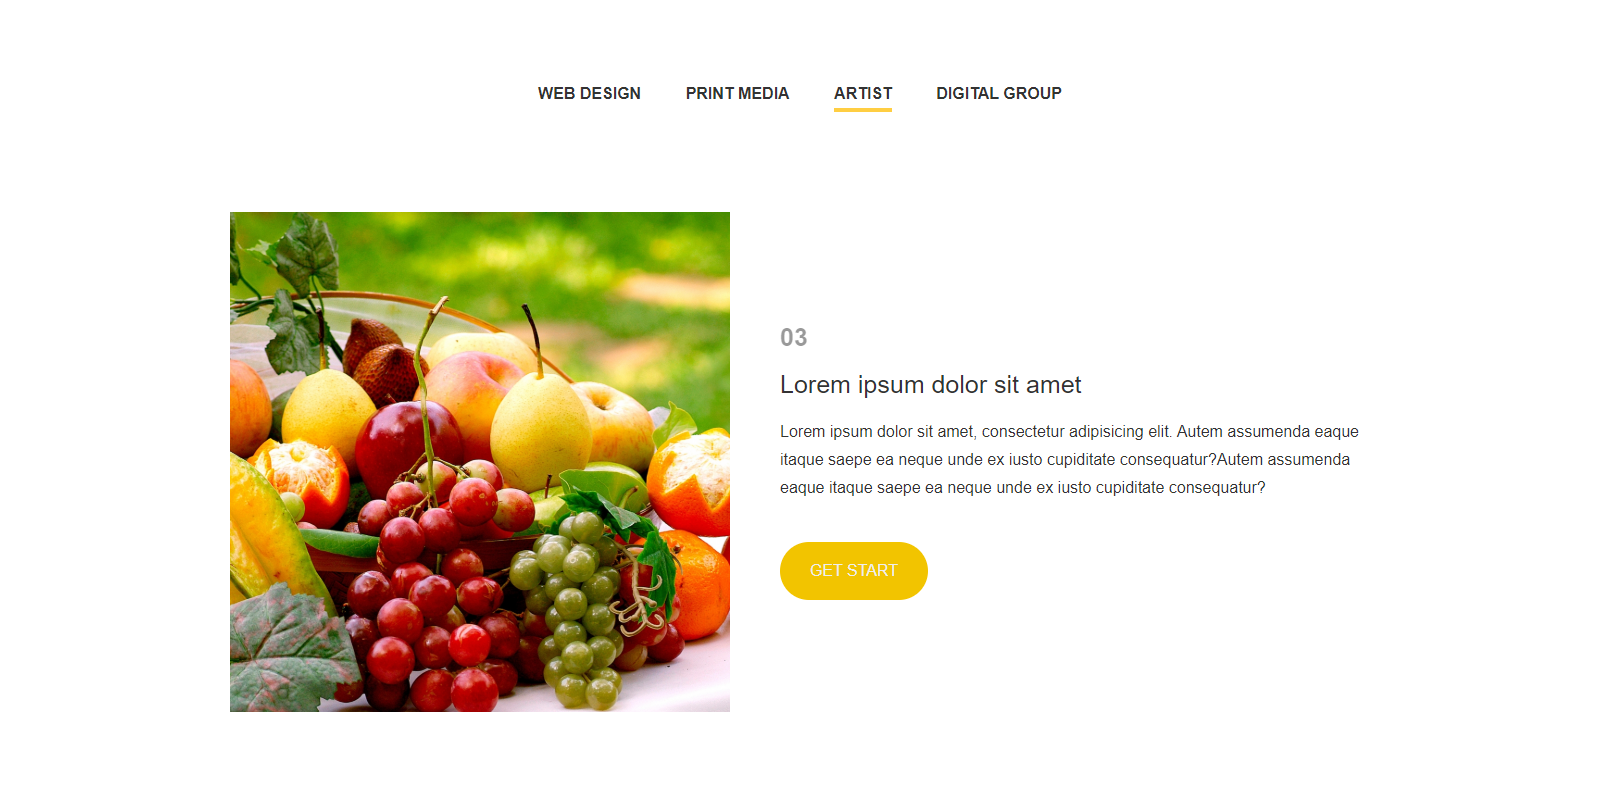 WEB DESIGN PRINT MEDIA ARTIST DIGITAL GROUP
03
Lorem ipsum dolor sit amet
Lorem ipsum dolor sit amet, consectetur adipisicing elit. Autem assumenda eaque
itaque saepe ea neque unde ex iusto cupiditate consequatur?Autem assumenda
eaque itaque saepe ea neque unde ex iusto cupiditate consequatur?
GET START